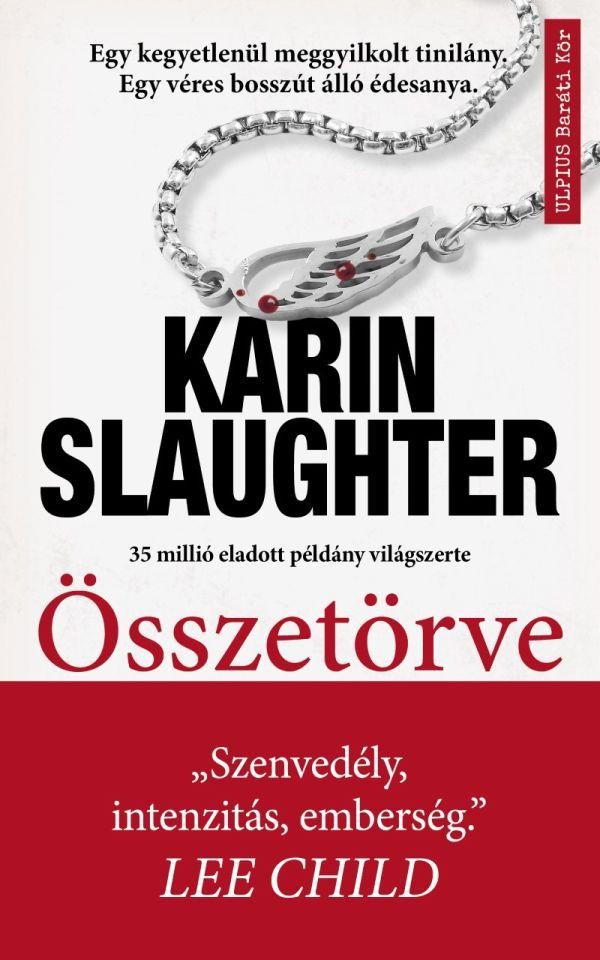 Egy kegyetlenül meggyilkolt tinilány.
Egy véres bosszút álló édesanya.
ULPIUS Baráti Kör
KARIN
SLAUGHTER
35 millió eladott példány világszerte
Összetörve
„Szenvedély,
intenzitás, emberség.”
LEE CHILD